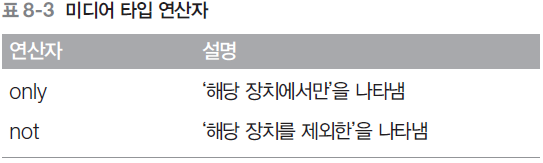 표 8-3 미디어 타입 연산자
연산자 설명
only ‘해당 장치에서만’을 나타냄
not ‘해당 장치를 제외한’을 나타냄